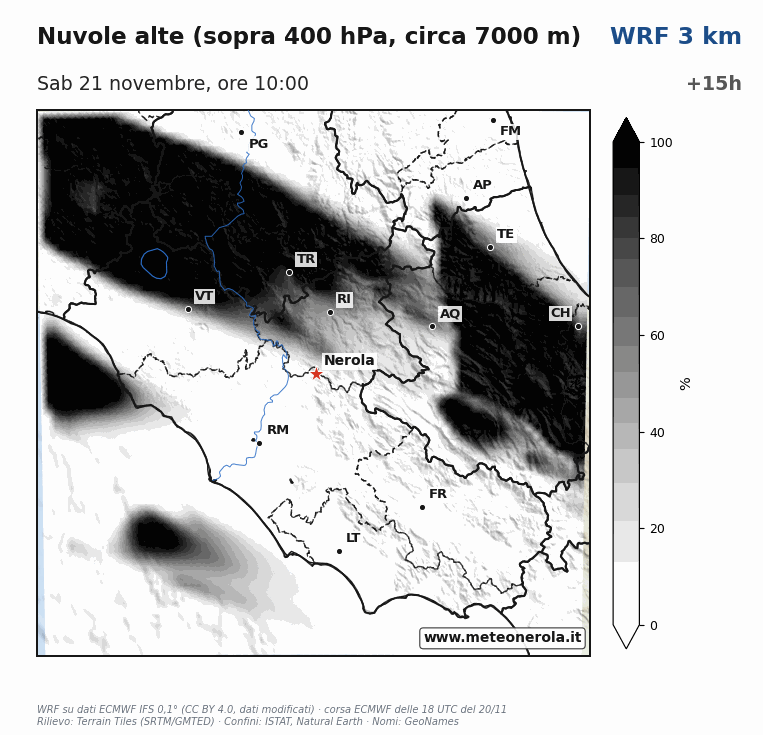 Nuvole alte (sopra 400 hPa, circa 7000 m) WRF 3 km
Sab 21 novembre, ore 10:00 +15h
FM
PG
AP
TE
TR
VT
RI
AQ
CH
Nerola
RM
FR
LT
www.meteonerola.it
100
80
60
40
20
0
%
WRF su dati ECMWF IFS 0,1° (CC BY 4.0, dati modificati) · corsa ECMWF delle 18 UTC del 20/11
Rilievo: Terrain Tiles (SRTM/GMTED) · Confini: ISTAT, Natural Earth · Nomi: GeoNames